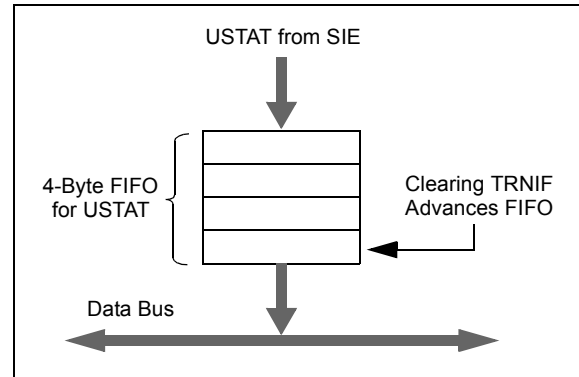 USTAT from SIE
4-Byte FIFO
for USTAT
Clearing TRNIF
Advances FIFO
Data Bus